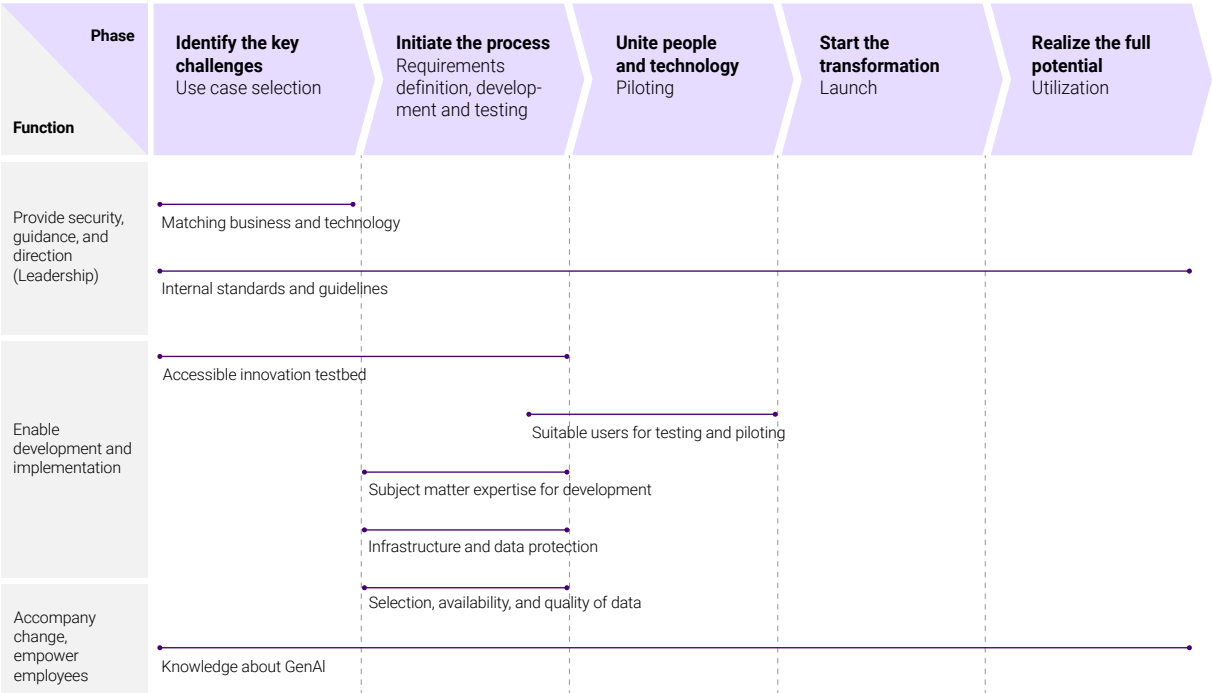 Phase
Function
Identify the key
challenges
Use case selection
Initiate the process
Requirements
definition, develop-
ment and testing
Unite people
and technology
Piloting
Start the
transformation
Launch
Realize the full
potential
Utilization
Provide security,
guidance, and
direction
(Leadership)
Matching business and technology
Internal standards and guidelines
Enable
development and
implementation
Accessible innovation testbed
Suitable users for testing and piloting
Subject matter expertise for development
Infrastructure and data protection
Selection, availability, and quality of data
Accompany
change,
empower
employees
Knowledge about GenAI